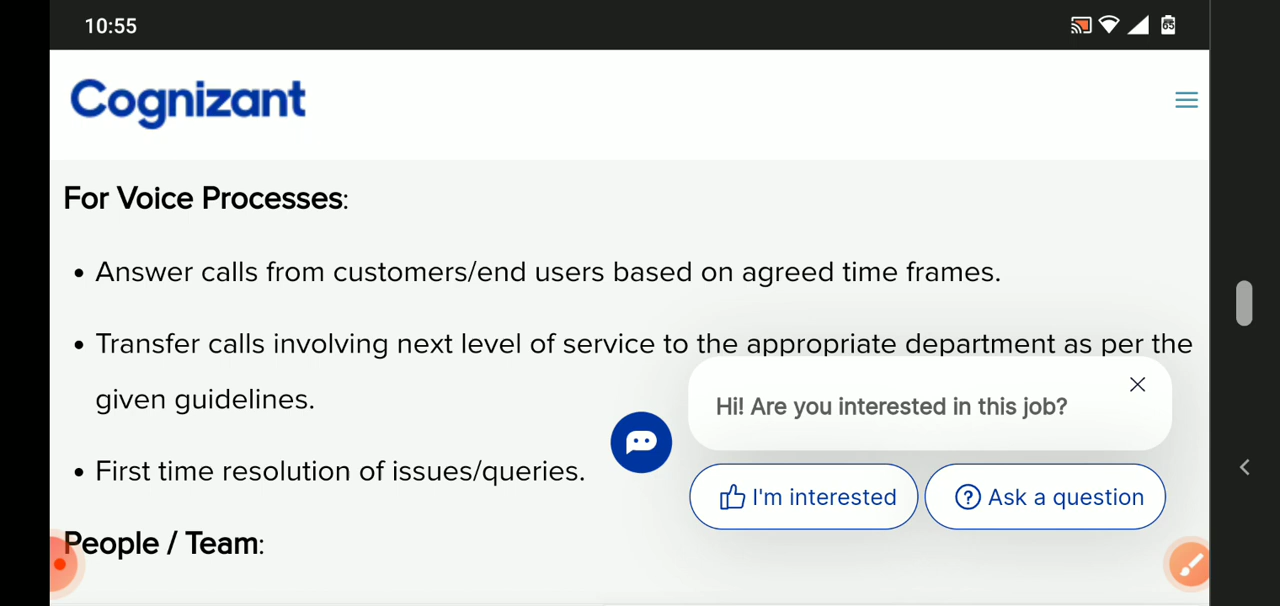 10:55
65
Cognizant
For Voice Processes:
• Answer calls from customers/end users based on agreed time frames.
• Transfer calls involving next level of service to the appropriate department as per the
given guidelines.
Hi! Are you interested in this job?
• First time resolution of issues/queries.
I'm interested
Ask a question
People / Team: